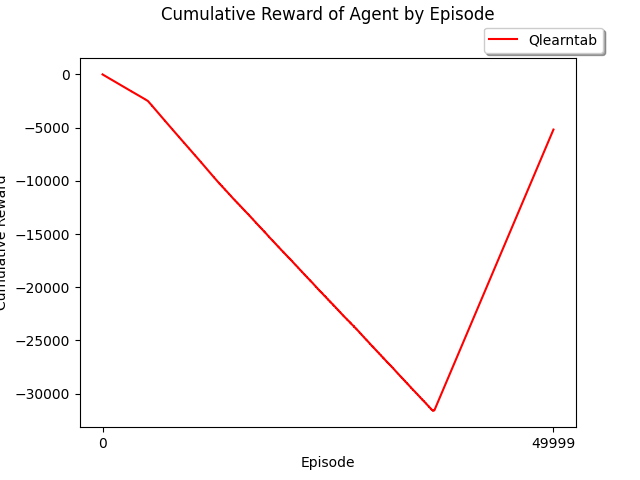 Cumulative Reward of Agent by Episode
Qlearntab
0
−5000
−10000
−15000
−20000
−25000
−30000
Cumulative Reward
0
49999
Episode